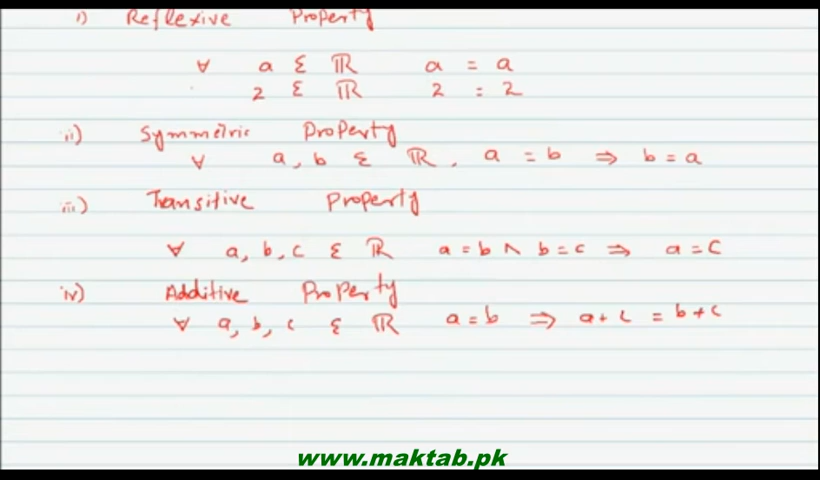 i) Reflexive Property
∀ a ε ℝ a = a
2 ε ℝ 2 = 2
ii) Symmetric Property
∀ a, b ε ℝ, a = b ⇒ b = a
iii) Transitive Property
∀ a, b, c ε ℝ a = b ∧ b = c ⇒ a = c
iv) Additive Property
∀ a, b, c ε ℝ a = b ⇒ a + c = b + c
www.maktab.pk